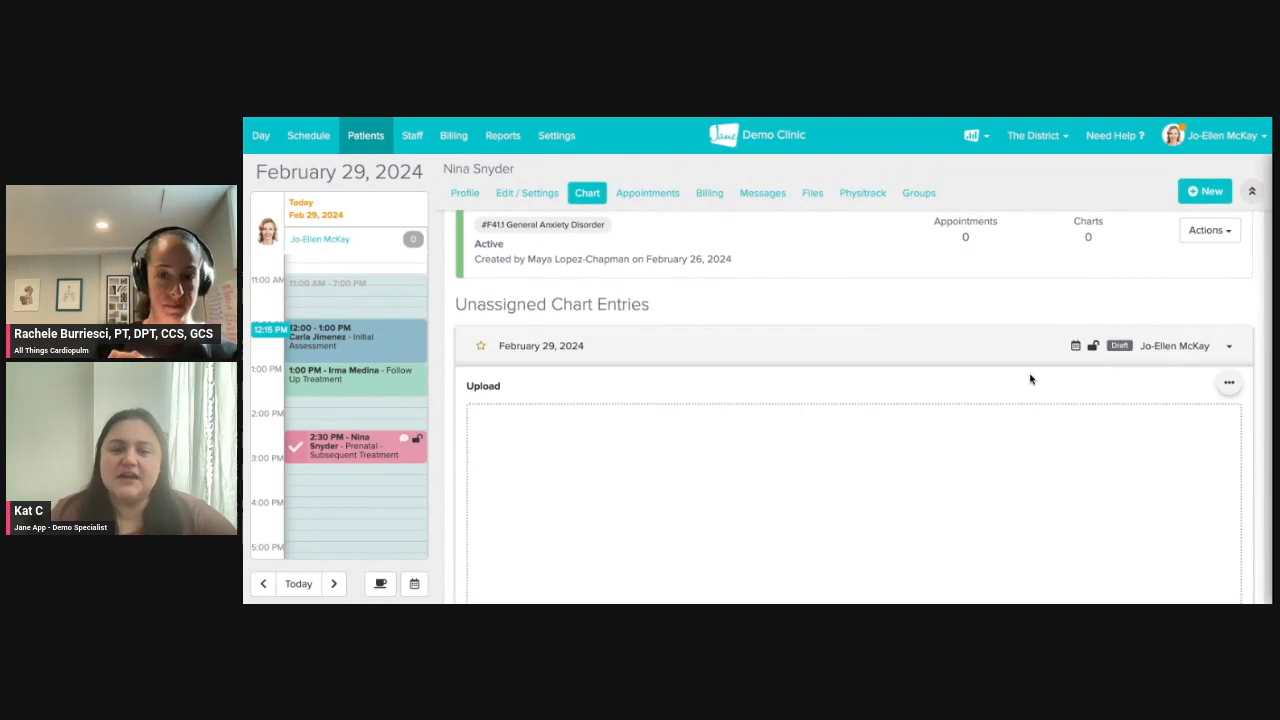 Rachele Burriesci, PT, DPT, CCS, GCS
All Things Cardiopulm
Kat C
Jane App - Demo Specialist
Day Schedule Patients Staff Billing Reports Settings
Jane Demo Clinic
The District Need Help ? Jo-Ellen McKay
February 29, 2024
Today
Feb 29, 2024
Jo-Ellen McKay 0
11:00 AM
11:00 AM - 7:00 PM
12:15 PM
12:00 - 1:00 PM
Carla Jimenez - Initial
Assessment
1:00 PM
1:00 PM - Irma Medina - Follow
Up Treatment
2:00 PM
2:30 PM - Nina
Snyder - Prenatal -
Subsequent Treatment
3:00 PM
4:00 PM
5:00 PM
Today
Nina Snyder
Profile Edit / Settings Chart Appointments Billing Messages Files Physitrack Groups
New
#F41.1 General Anxiety Disorder
Active
Created by Maya Lopez-Chapman on February 26, 2024
Appointments
0
Charts
0
Actions
Unassigned Chart Entries
February 29, 2024
Draft Jo-Ellen McKay
Upload